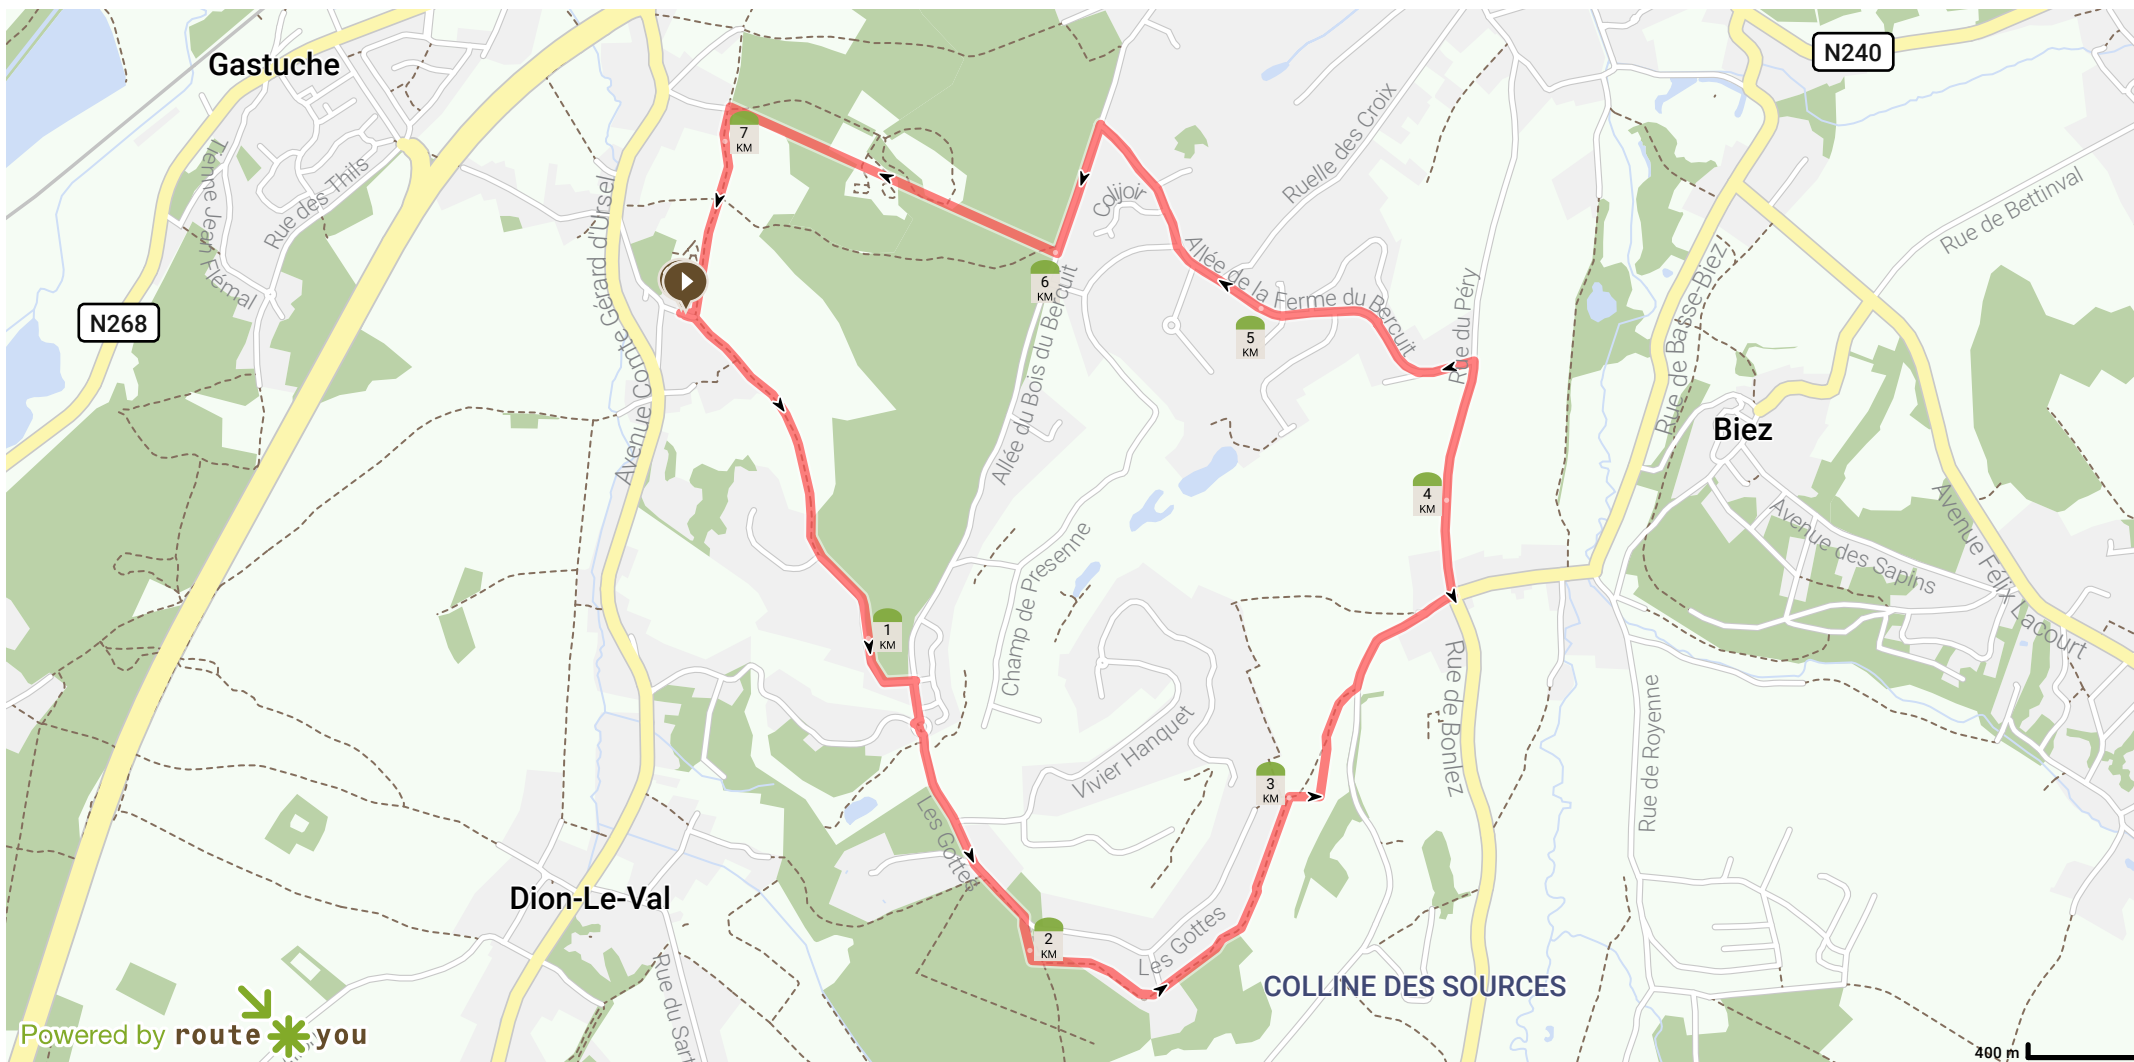 Gastuche
N240
Tienne Jean Flémal
Rue des Thils
Avenue Comte Gérard d'Ursel
7
KM
Ruelle des Croix
Colijoir
Rue de Bettinval
Allée de la Ferme du Bercuit
6
KM
5
KM
Rue du Péry
Rue de Basse-Biez
N268
Allée du Bois du Bercuit
Biez
4
KM
Avenue des Sapins
Avenue Félix Lacourt
Champ de Presenne
1
KM
Vivier Hanquet
Rue de Bonlez
Rue de Royenne
3
KM
Les Gottes
Dion-Le-Val
2
KM
Les Gottes
COLLINE DES SOURCES
Rue du Sart
Powered by route you
400 m